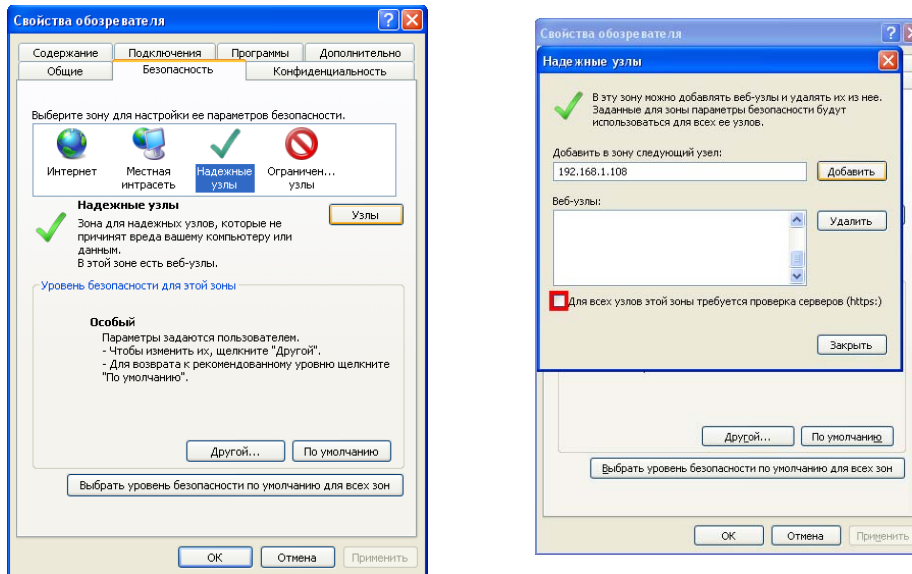 Свойства обозревателя
Содержание Подключения Программы Дополнительно
Общие Безопасность Конфиденциальность
Выберите зону для настройки ее параметров безопасности.
Интернет Местная интрасеть Надежные узлы Ограничен... узлы
Надежные узлы
Зона для надежных узлов, которые не
причинят вреда вашему компьютеру или
данным.
В этой зоне есть веб-узлы.
Узлы
Уровень безопасности для этой зоны
Особый
Параметры задаются пользователем.
- Чтобы изменить их, щелкните "Другой".
- Для возврата к рекомендованному уровню щелкните
"По умолчанию".
Другой... По умолчанию
Выбрать уровень безопасности по умолчанию для всех зон
ОК Отмена Применить
Свойства обозревателя
Надежные узлы
В эту зону можно добавлять веб-узлы и удалять их из нее.
Заданные для зоны параметры безопасности будут
использоваться для всех ее узлов.
Добавить в зону следующий узел:
192.168.1.108 Добавить
Веб-узлы:
Удалить
Для всех узлов этой зоны требуется проверка серверов (https:)
Закрыть
Другой... По умолчанию
Выбрать уровень безопасности по умолчанию для всех зон
ОК Отмена Применить